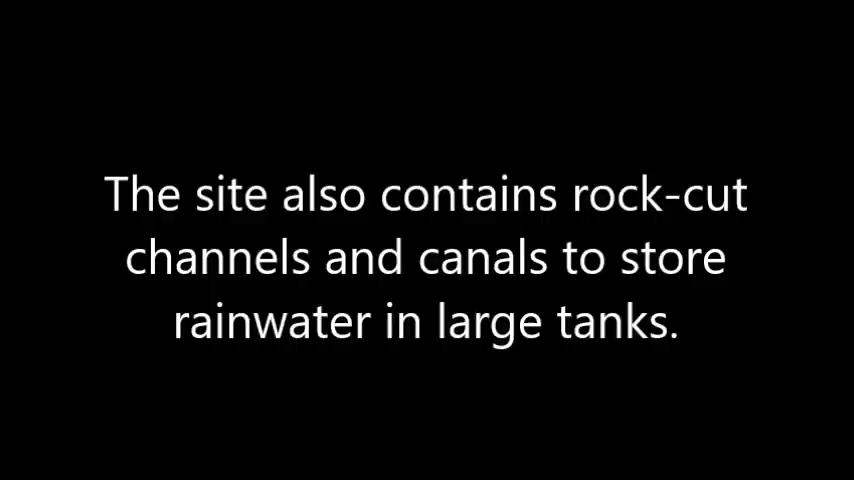 The site also contains rock-cut
channels and canals to store
rainwater in large tanks.